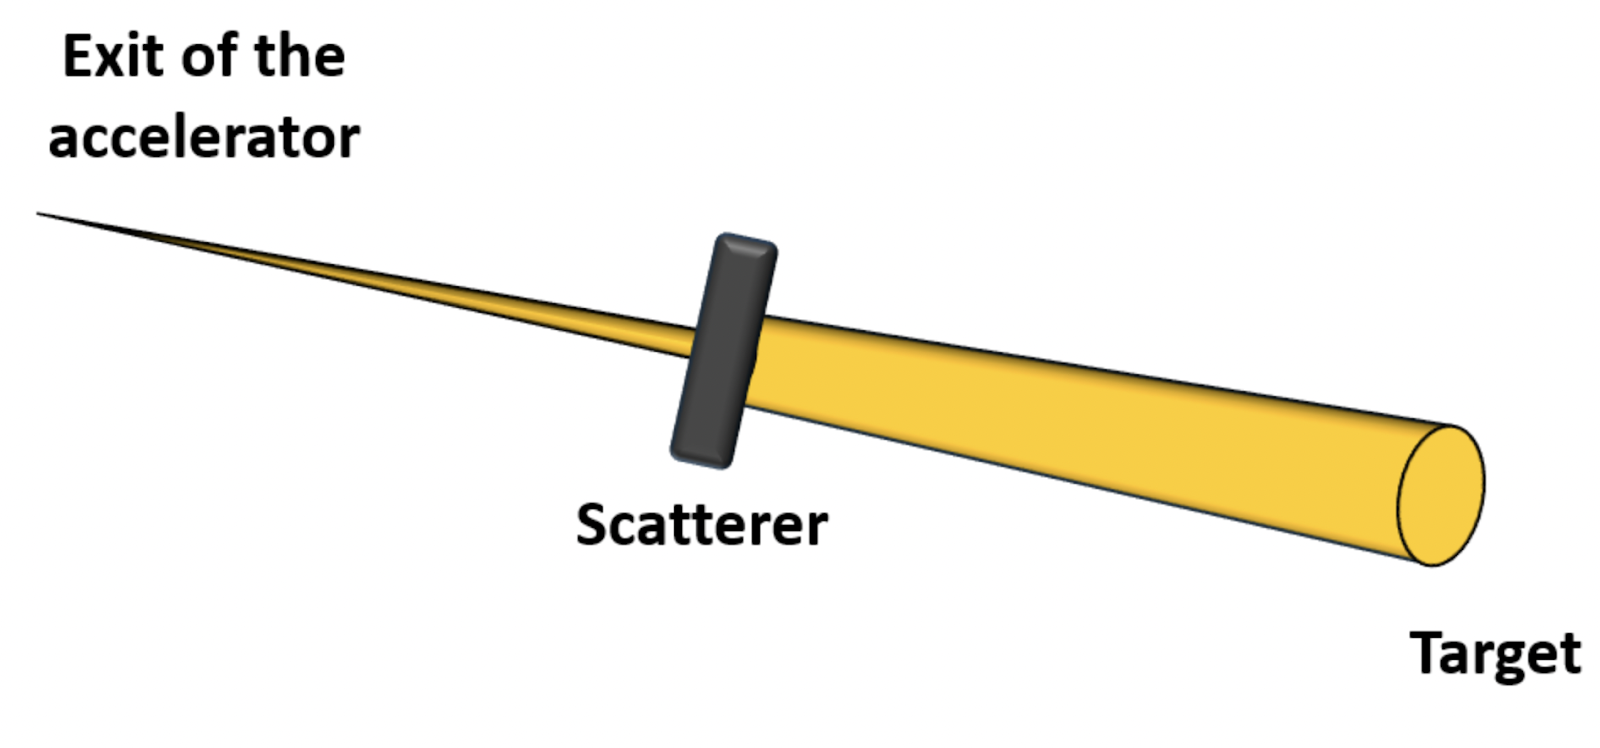 Exit of the
accelerator
Scatterer
Target